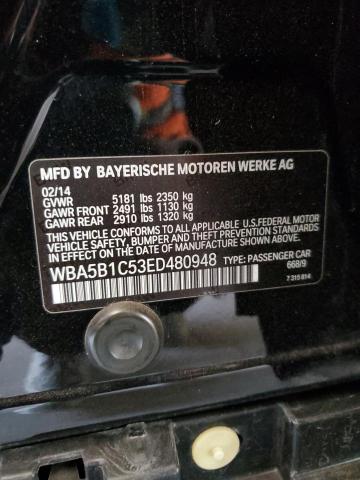 MFD BY BAYERISCHE MOTOREN WERKE AG
02/14
GVWR 5181 lbs 2350 kg
GAWR FRONT 2491 lbs 1130 kg
GAWR REAR 2910 lbs 1320 kg
THIS VEHICLE CONFORMS TO ALL APPLICABLE U.S.FEDERAL MOTOR
VEHICLE SAFETY, BUMPER, AND THEFT PREVENTION STANDARDS
IN EFFECT ON THE DATE OF MANUFACTURE SHOWN ABOVE.
WBA5B1C53ED480948 TYPE: PASSENGER CAR
668/9
7 315 814